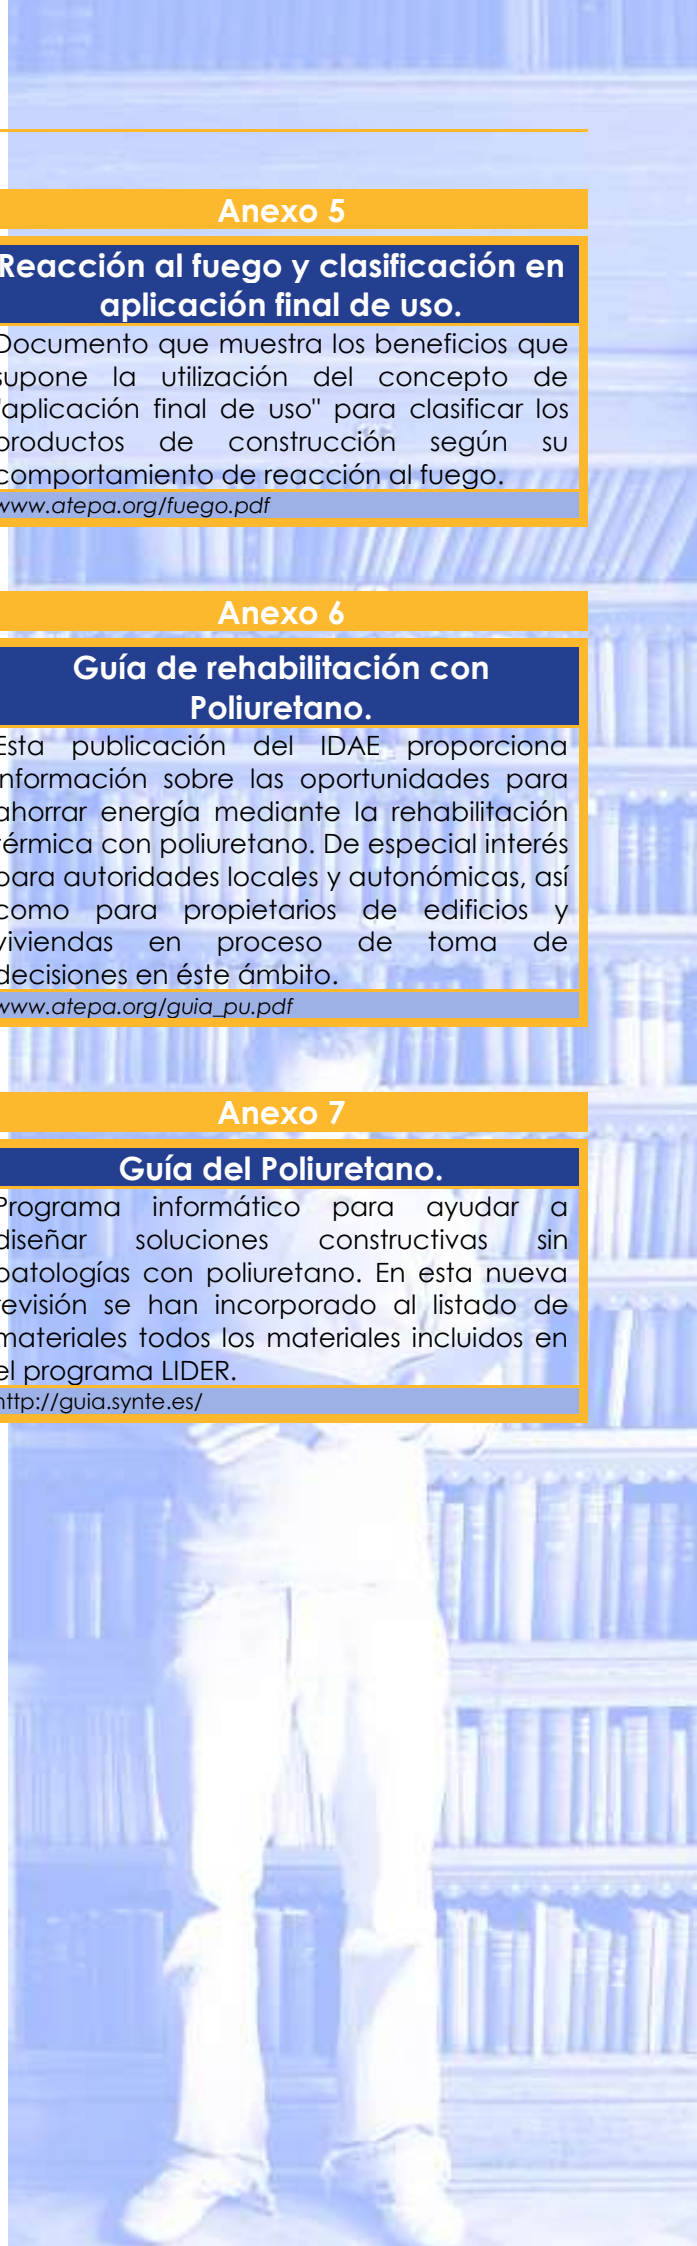 Anexo 5
Reacción al fuego y clasificación en
aplicación final de uso.
Documento que muestra los beneficios que
supone la utilización del concepto de
"aplicación final de uso" para clasificar los
productos de construcción según su
comportamiento de reacción al fuego.
www.atepa.org/fuego.pdf
Anexo 6
Guía de rehabilitación con
Poliuretano.
Esta publicación del IDAE proporciona
información sobre las oportunidades para
ahorrar energía mediante la rehabilitación
térmica con poliuretano. De especial interés
para autoridades locales y autonómicas, así
como para propietarios de edificios y
viviendas en proceso de toma de
decisiones en éste ámbito.
www.atepa.org/guia_pu.pdf
Anexo 7
Guía del Poliuretano.
Programa informático para ayudar a
diseñar soluciones constructivas sin
patologías con poliuretano. En esta nueva
revisión se han incorporado al listado de
materiales todos los materiales incluidos en
el programa LIDER.
http://guia.synte.es/